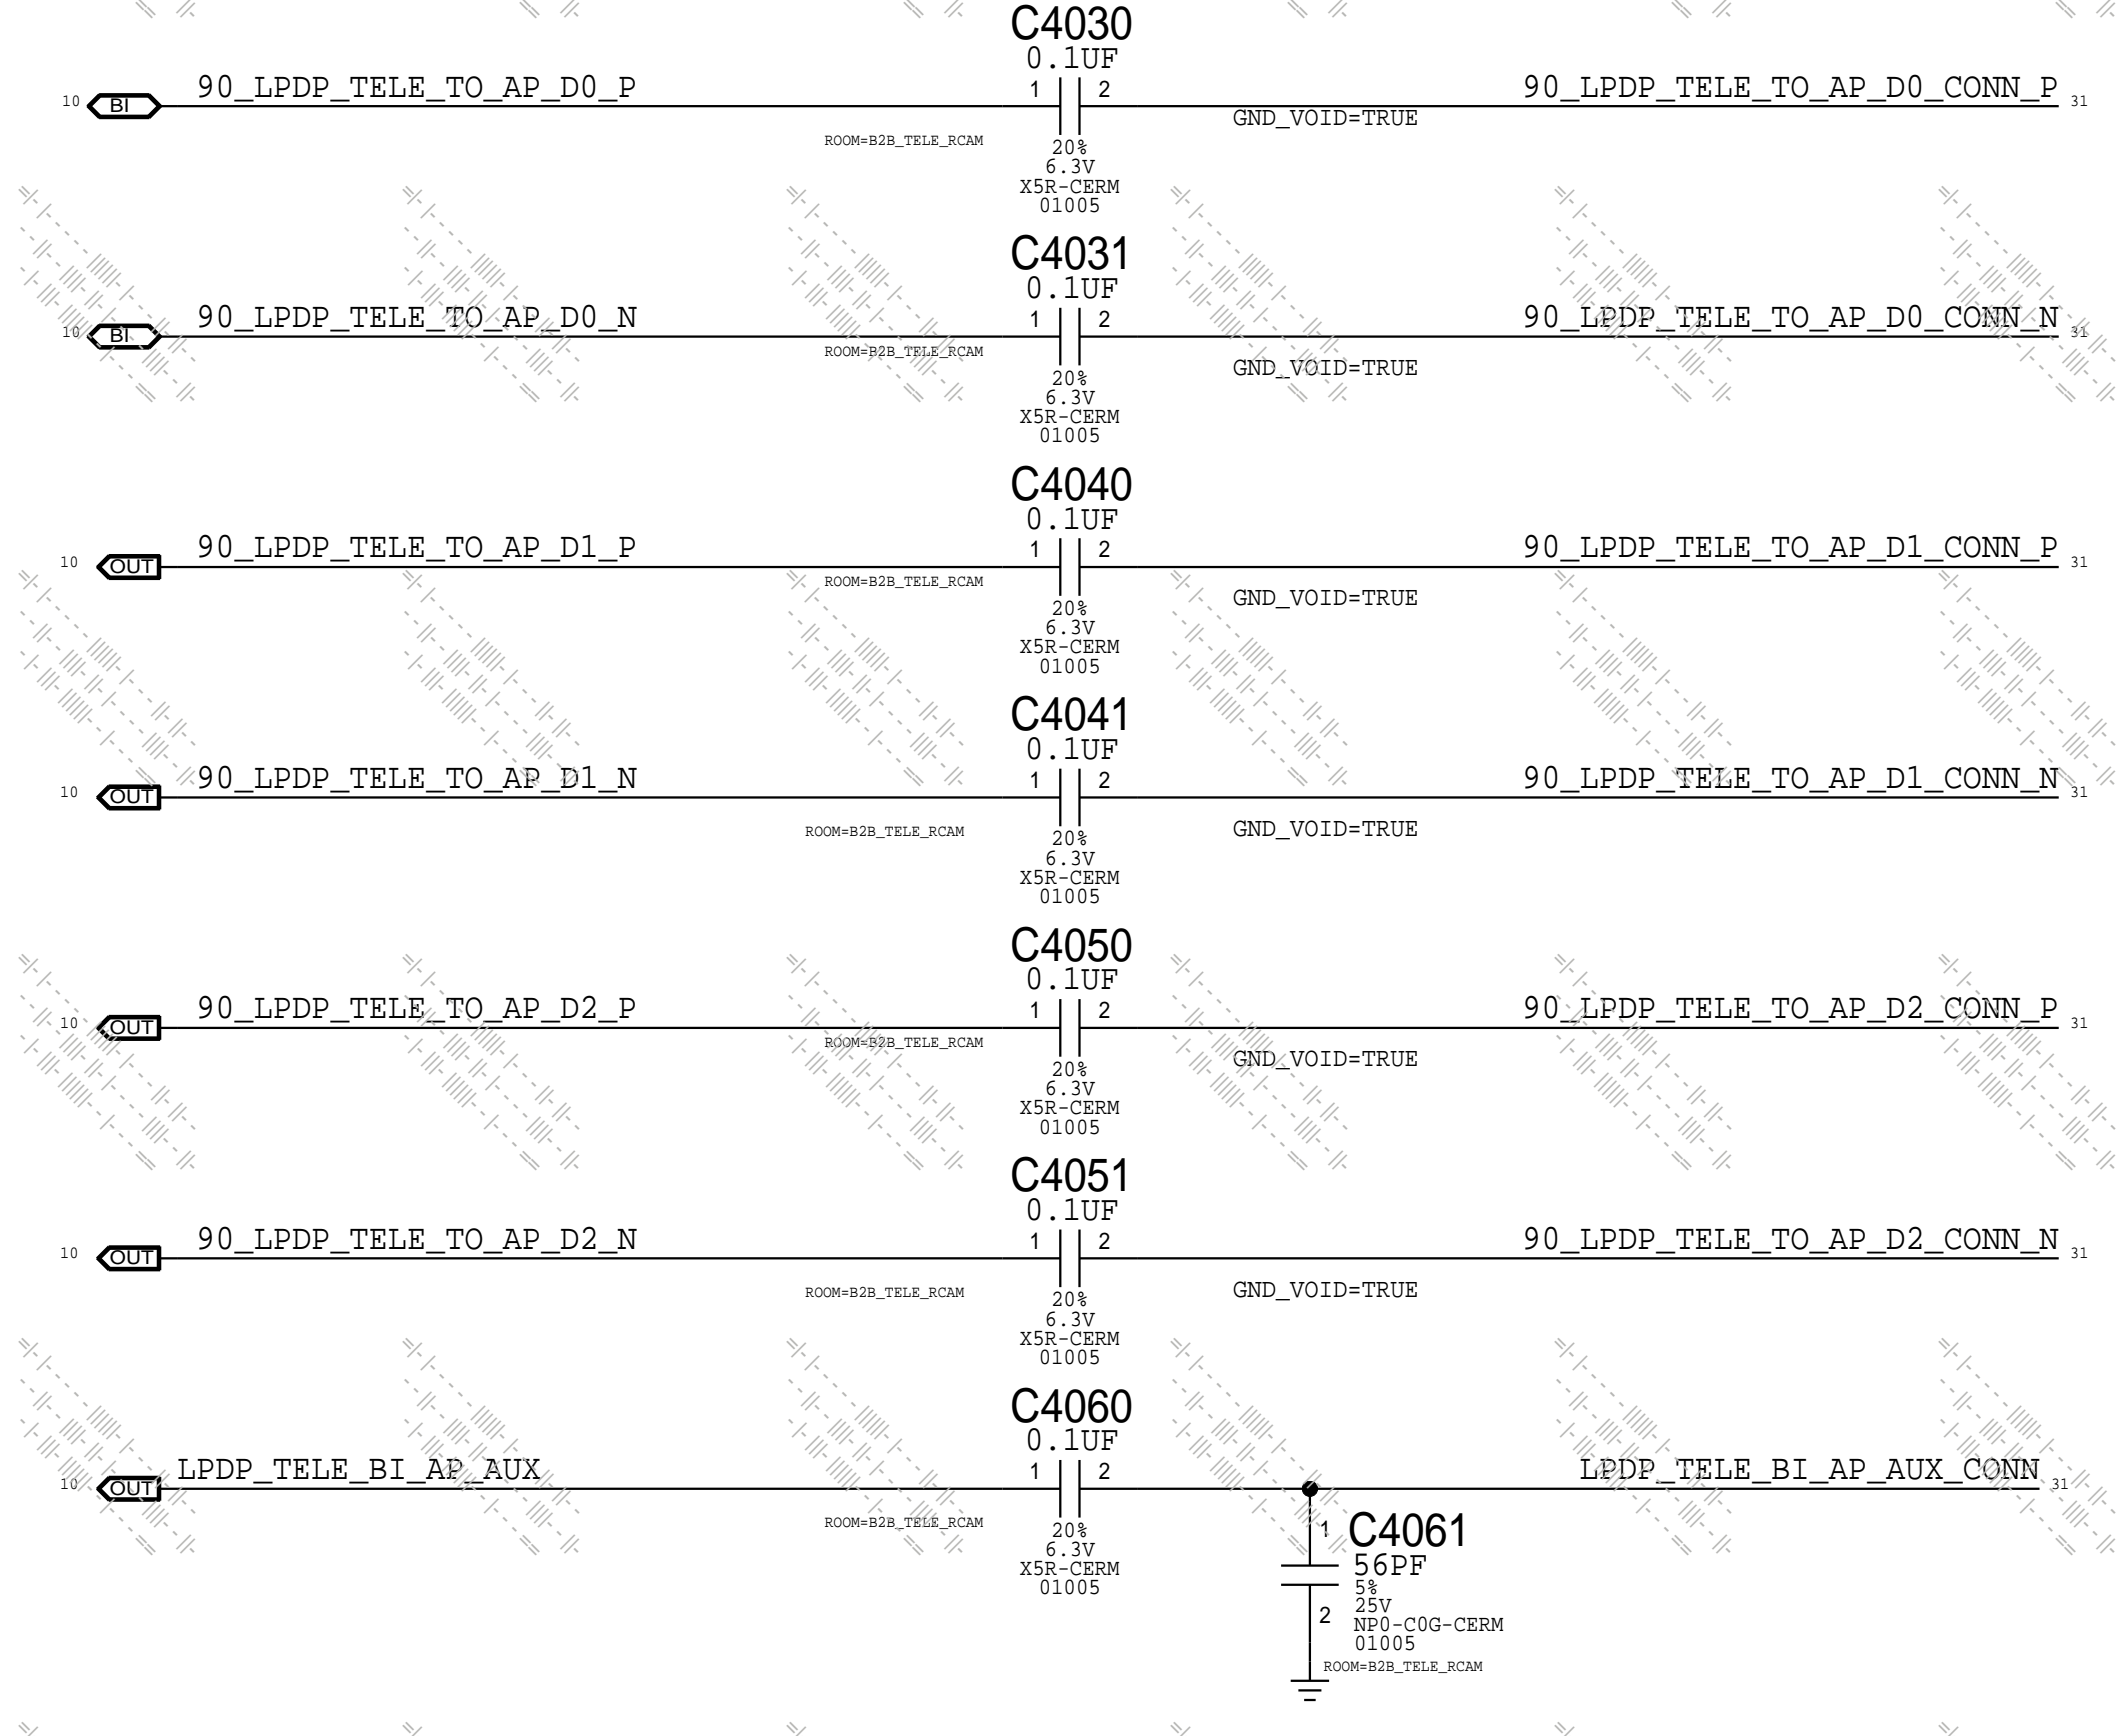 C4030
0.1UF
10 BI 90_LPDP_TELE_TO_AP_D0_P 1 2 90_LPDP_TELE_TO_AP_D0_CONN_P 31
GND_VOID=TRUE
ROOM=B2B_TELE_RCAM
20%
6.3V
X5R-CERM
01005
C4031
0.1UF
10 BI 90_LPDP_TELE_TO_AP_D0_N 1 2 90_LPDP_TELE_TO_AP_D0_CONN_N 31
ROOM=B2B_TELE_RCAM
GND_VOID=TRUE
20%
6.3V
X5R-CERM
01005
C4040
0.1UF
10 OUT 90_LPDP_TELE_TO_AP_D1_P 1 2 90_LPDP_TELE_TO_AP_D1_CONN_P 31
ROOM=B2B_TELE_RCAM
GND_VOID=TRUE
20%
6.3V
X5R-CERM
01005
C4041
0.1UF
10 OUT 90_LPDP_TELE_TO_AP_D1_N 1 2 90_LPDP_TELE_TO_AP_D1_CONN_N 31
ROOM=B2B_TELE_RCAM
GND_VOID=TRUE
20%
6.3V
X5R-CERM
01005
C4050
0.1UF
10 OUT 90_LPDP_TELE_TO_AP_D2_P 1 2 90_LPDP_TELE_TO_AP_D2_CONN_P 31
ROOM=B2B_TELE_RCAM
GND_VOID=TRUE
20%
6.3V
X5R-CERM
01005
C4051
0.1UF
10 OUT 90_LPDP_TELE_TO_AP_D2_N 1 2 90_LPDP_TELE_TO_AP_D2_CONN_N 31
ROOM=B2B_TELE_RCAM
GND_VOID=TRUE
20%
6.3V
X5R-CERM
01005
C4060
0.1UF
10 OUT LPDP_TELE_BI_AP_AUX 1 2 LPDP_TELE_BI_AP_AUX_CONN 31
ROOM=B2B_TELE_RCAM
20%
6.3V
X5R-CERM
01005
1 C4061
56PF
5%
25V
2 NP0-C0G-CERM
01005
ROOM=B2B_TELE_RCAM